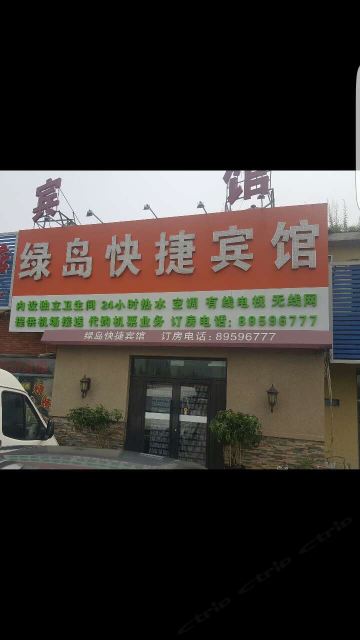 宾馆
绿岛快捷宾馆
内设独立卫生间 24小时热水 空调 有线电视 无线网
提供机场接送 代购机票业务 订房电话：89596777
绿岛快捷宾馆 订房电话：89596777
ctrip ctrip ctrip